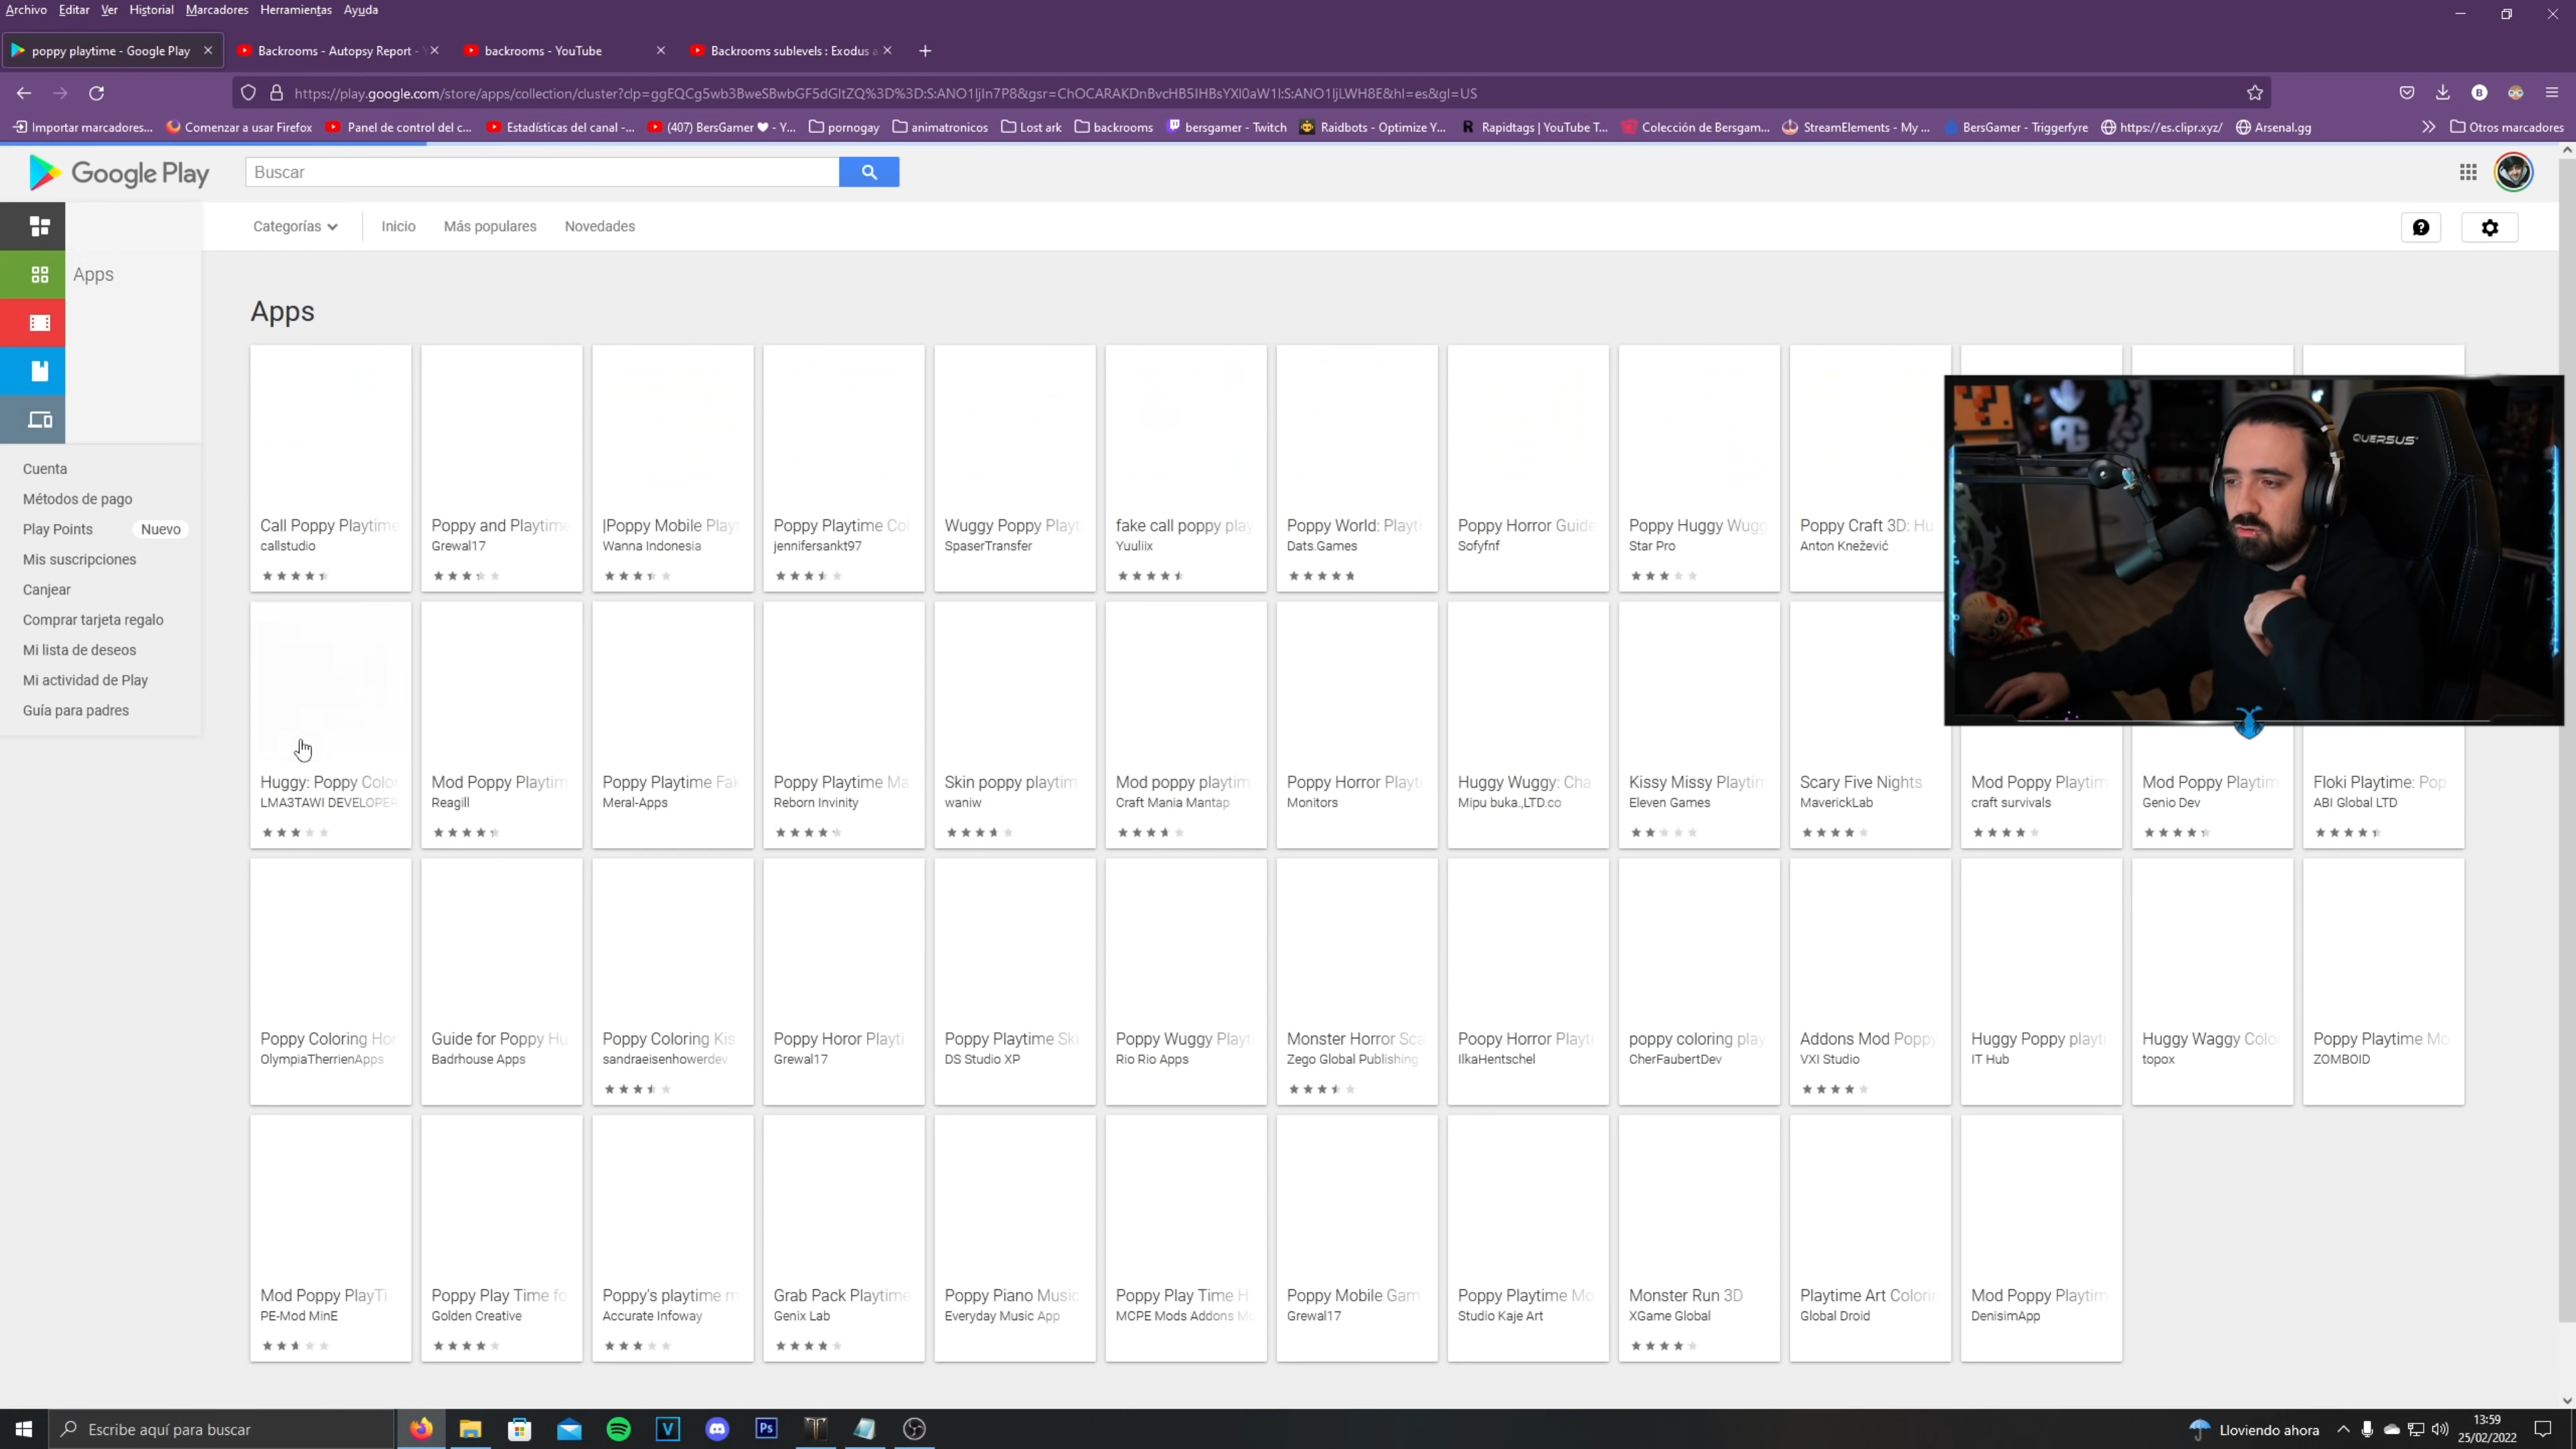 Archivo Editar Ver Historial Marcadores Herramientas Ayuda
poppy playtime - Google Play
Backrooms - Autopsy Report -
backrooms - YouTube
Backrooms sublevels : Exodus a
https://play.google.com/store/apps/collection/cluster?clp=ggEQCg5wb3BweSBwbGF5dGltZQ%3D%3D:S:ANO1ljIn7P8&gsr=ChOCARAKDnBvcHB5IHBsYXl0aW1l:S:ANO1ljLWH8E&hl=es&gl=US
Importar marcadores... Comenzar a usar Firefox Panel de control del c... Estadísticas del canal -... (407) BersGamer ♥ - Y... pornogay animatronicos Lost ark backrooms bersgamer - Twitch Raidbots - Optimize Y... Rapidtags | YouTube T... Colección de Bersgam... StreamElements - My ... BersGamer - Triggerfyre https://es.clipr.xyz/ Arsenal.gg Otros marcadores
Google Play
Buscar
Categorías Inicio Más populares Novedades
Apps
Cuenta
Métodos de pago
Play Points Nuevo
Mis suscripciones
Canjear
Comprar tarjeta regalo
Mi lista de deseos
Mi actividad de Play
Guía para padres
Apps
Call Poppy Playtime Poppy and Playtime |Poppy Mobile Playt Poppy Playtime Col Wuggy Poppy Playt fake call poppy play Poppy World: Playti Poppy Horror Guide Poppy Huggy Wugg Poppy Craft 3D: Hu
callstudio Grewal17 Wanna Indonesia jennifersankt97 SpaserTransfer Yuuliix Dats.Games Sofyfnf Star Pro Anton Knežević
QUERSUS
Huggy: Poppy Color Mod Poppy Playtim Poppy Playtime Fak Poppy Playtime Ma Skin poppy playtim Mod poppy playtim Poppy Horror Playti Huggy Wuggy: Cha Kissy Missy Playtim Scary Five Nights Mod Poppy Playtim Mod Poppy Playtim Floki Playtime: Pop
LMA3TAWI DEVELOPER Reagill Meral-Apps Reborn Invinity waniw Craft Mania Mantap Monitors Mipu buka.,LTD.co Eleven Games MaverickLab craft survivals Genio Dev ABI Global LTD
Poppy Coloring Hor Guide for Poppy Hu Poppy Coloring Kis Poppy Horor Playti Poppy Playtime Ski Poppy Wuggy Playt Monster Horror Sca Poopy Horror Playti poppy coloring play Addons Mod Poppy Huggy Poppy playti Huggy Waggy Color Poppy Playtime Mo
OlympiaTherrienApps Badrhouse Apps sandraeisenhowerdev Grewal17 DS Studio XP Rio Rio Apps Zego Global Publishing IlkaHentschel CherFaubertDev VXI Studio IT Hub topox ZOMBOID
Mod Poppy PlayTi Poppy Play Time fo Poppy's playtime m Grab Pack Playtime Poppy Piano Music Poppy Play Time H Poppy Mobile Gam Poppy Playtime Mo Monster Run 3D Playtime Art Colorin Mod Poppy Playtim
PE-Mod MinE Golden Creative Accurate Infoway Genix Lab Everyday Music App MCPE Mods Addons Mc Grewal17 Studio Kaje Art XGame Global Global Droid DenisimApp
Escribe aquí para buscar
Lloviendo ahora
13:59
25/02/2022